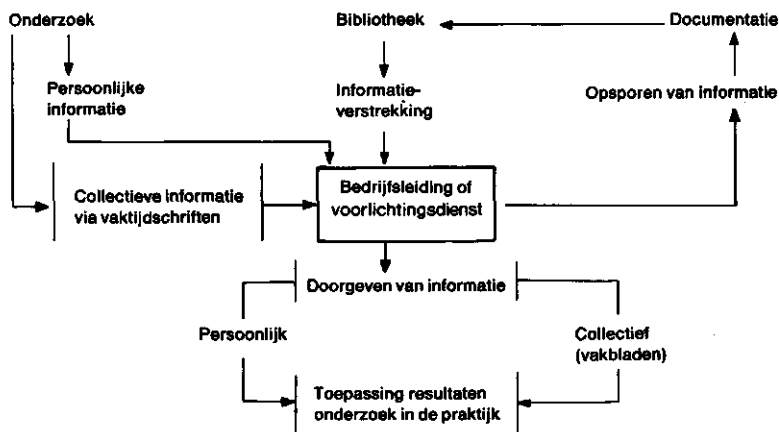 Onderzoek
Bibliotheek
Documentatie
Persoonlijke
informatie
Informatie-
verstrekking
Opsporen van informatie
Collectieve informatie
via vaktijdschriften
Bedrijfsleiding of
voorlichtingsdienst
Doorgeven van informatie
Persoonlijk
Collectief
(vakbladen)
Toepassing resultaten
onderzoek in de praktijk